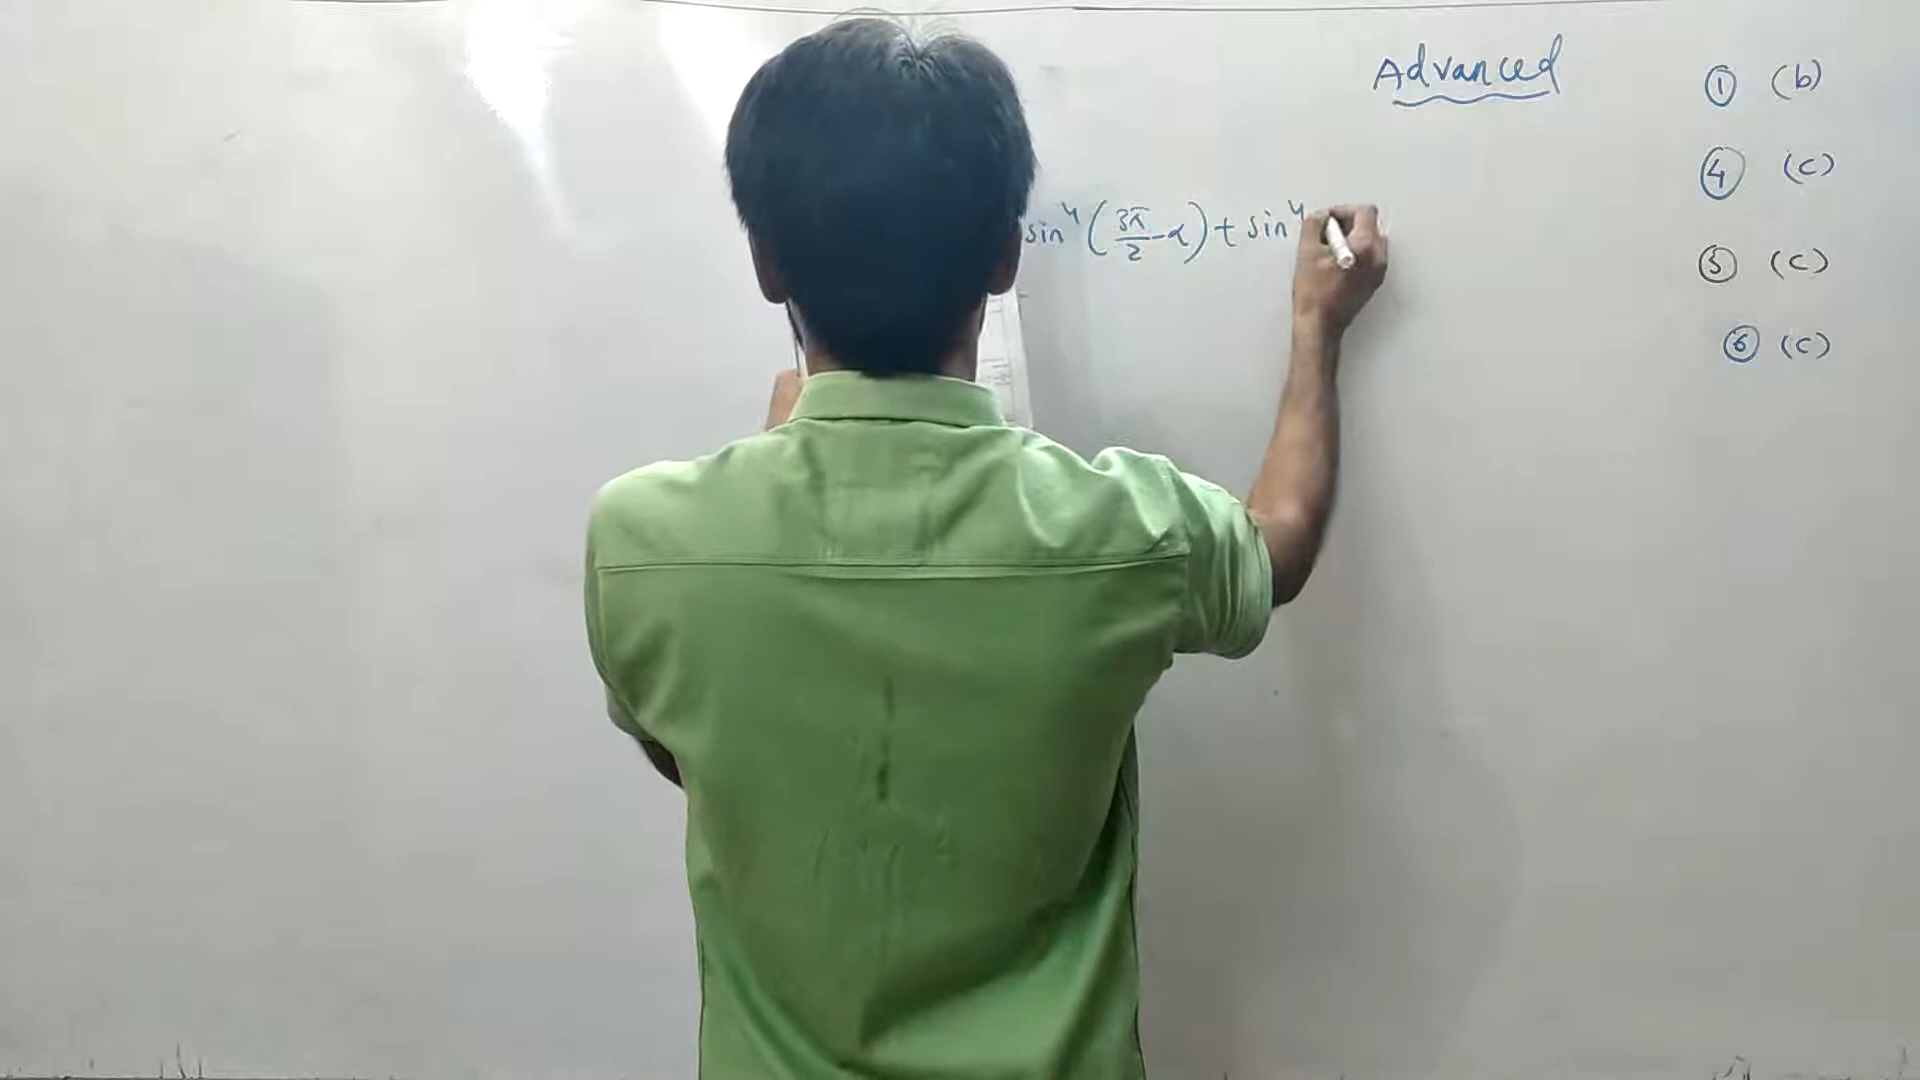 Advanced
① (b)
④ (c)
sin⁴(3π/2-α)+sin⁴
⑤ (c)
⑥ (c)